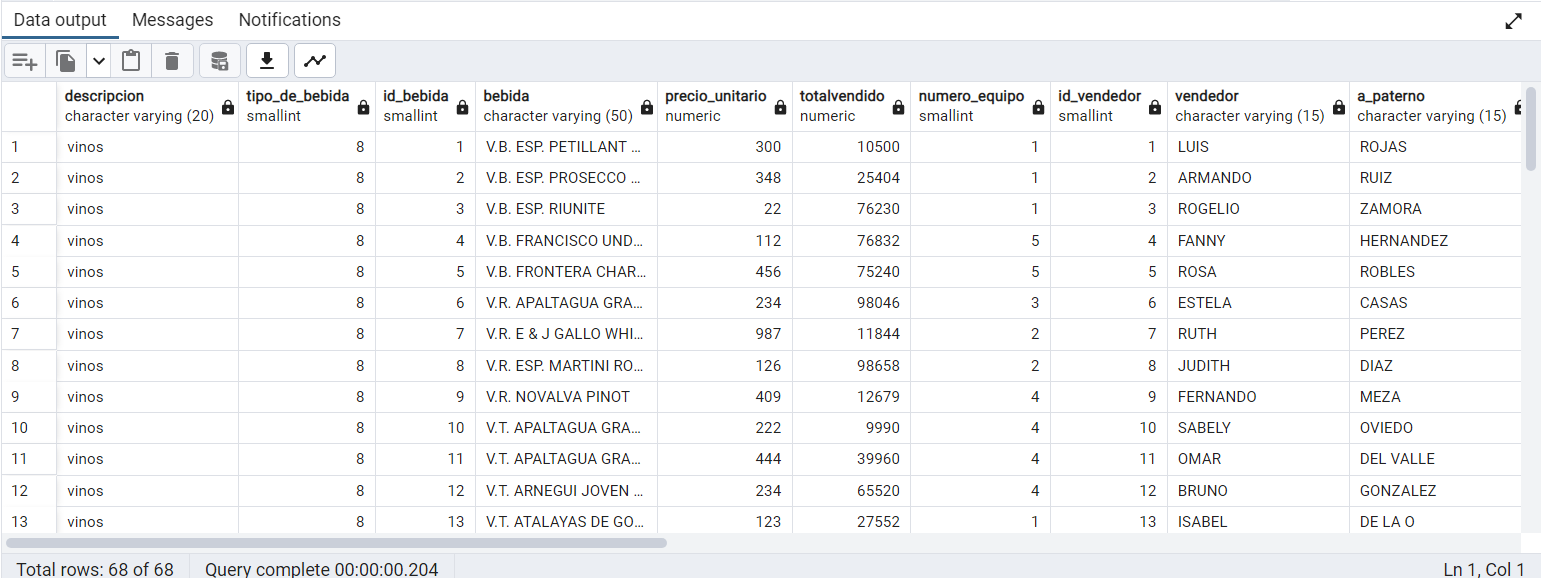 Data output Messages Notifications
descripcion tipo_de_bebida id_bebida bebida precio_unitario totalvendido numero_equipo id_vendedor vendedor a_paterno
character varying (20) smallint smallint character varying (50) numeric numeric smallint smallint character varying (15) character varying (15)
1 vinos 8 1 V.B. ESP. PETILLANT ... 300 10500 1 1 LUIS ROJAS
2 vinos 8 2 V.B. ESP. PROSECCO ... 348 25404 1 2 ARMANDO RUIZ
3 vinos 8 3 V.B. ESP. RIUNITE 22 76230 1 3 ROGELIO ZAMORA
4 vinos 8 4 V.B. FRANCISCO UND... 112 76832 5 4 FANNY HERNANDEZ
5 vinos 8 5 V.B. FRONTERA CHAR... 456 75240 5 5 ROSA ROBLES
6 vinos 8 6 V.R. APALTAGUA GRA... 234 98046 3 6 ESTELA CASAS
7 vinos 8 7 V.R. E & J GALLO WHI... 987 11844 2 7 RUTH PEREZ
8 vinos 8 8 V.R. ESP. MARTINI RO... 126 98658 2 8 JUDITH DIAZ
9 vinos 8 9 V.R. NOVALVA PINOT 409 12679 4 9 FERNANDO MEZA
10 vinos 8 10 V.T. APALTAGUA GRA... 222 9990 4 10 SABELY OVIEDO
11 vinos 8 11 V.T. APALTAGUA GRA... 444 39960 4 11 OMAR DEL VALLE
12 vinos 8 12 V.T. ARNEGUI JOVEN ... 234 65520 4 12 BRUNO GONZALEZ
13 vinos 8 13 V.T. ATALAYAS DE GO... 123 27552 1 13 ISABEL DE LA O
Total rows: 68 of 68 Query complete 00:00:00.204 Ln 1, Col 1